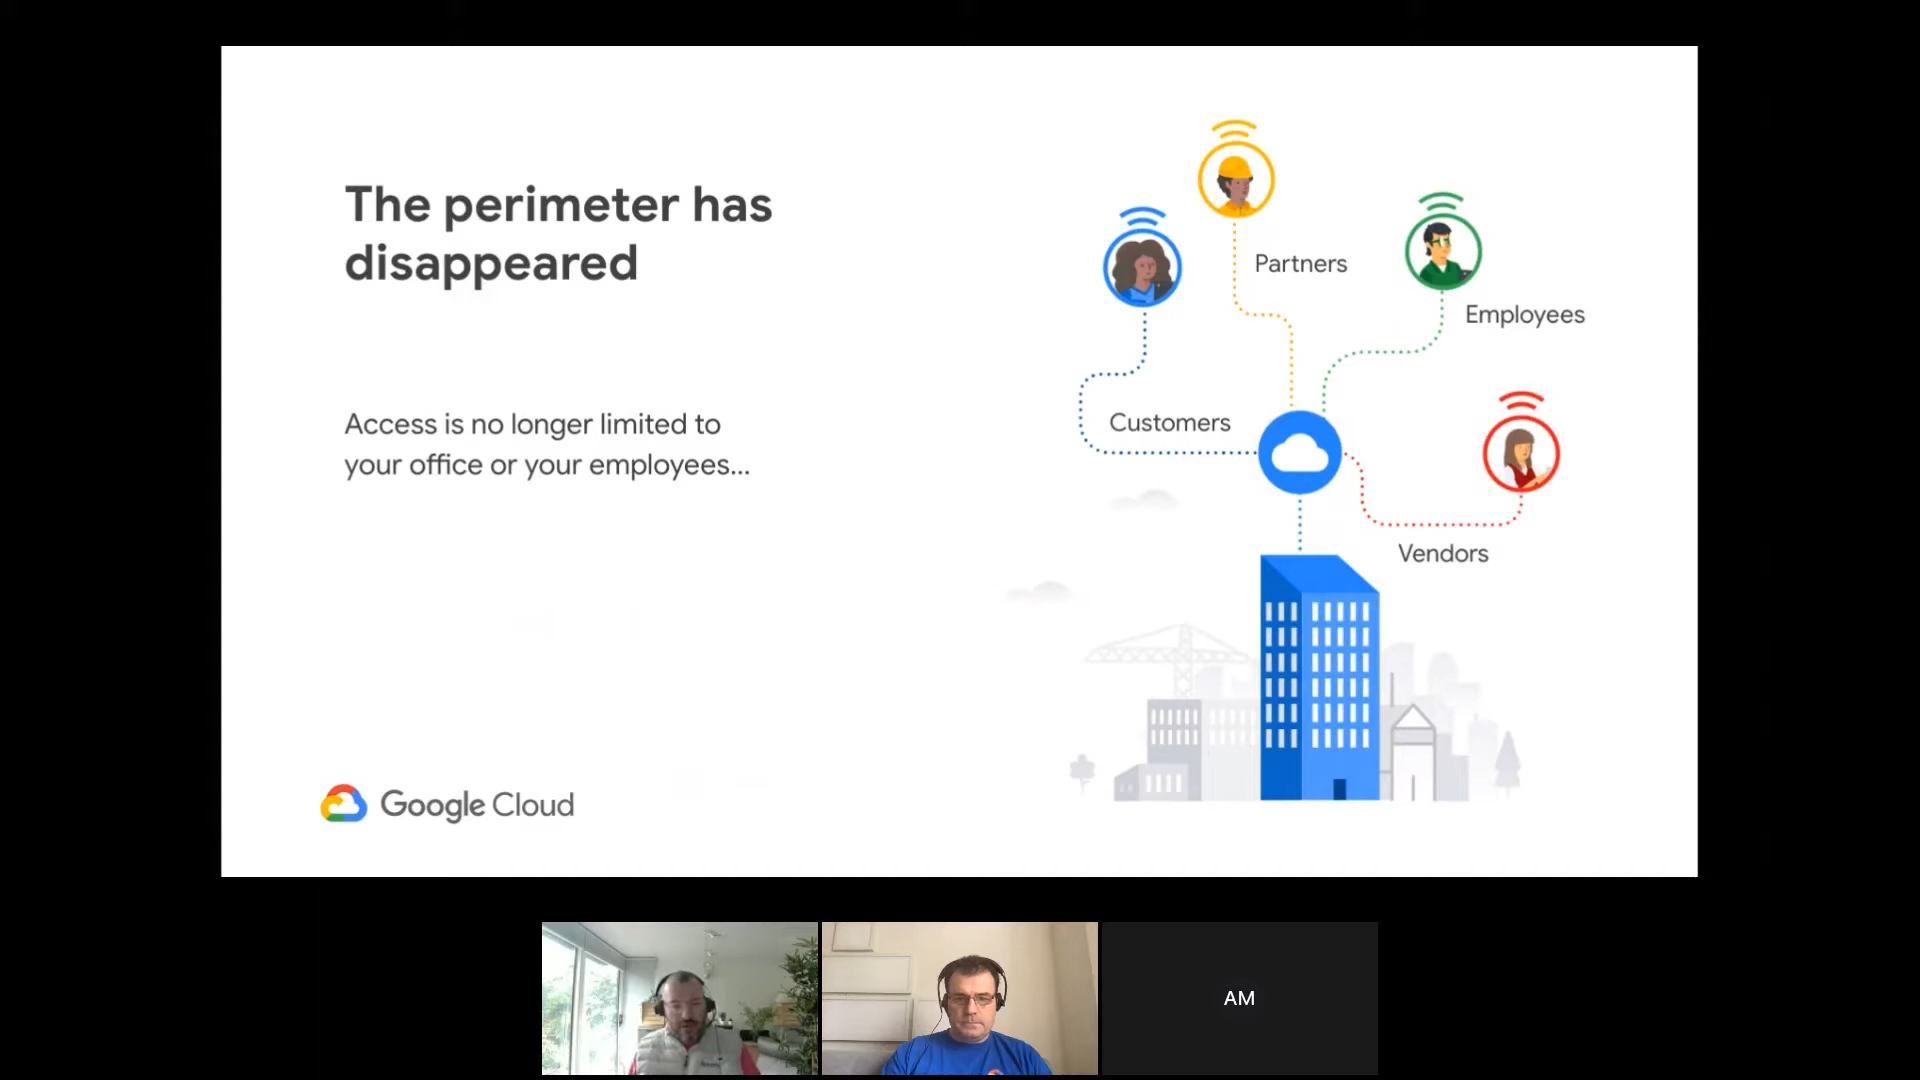 The perimeter has
disappeared
Access is no longer limited to
your office or your employees...
Partners
Employees
Customers
Vendors
Google Cloud
AM